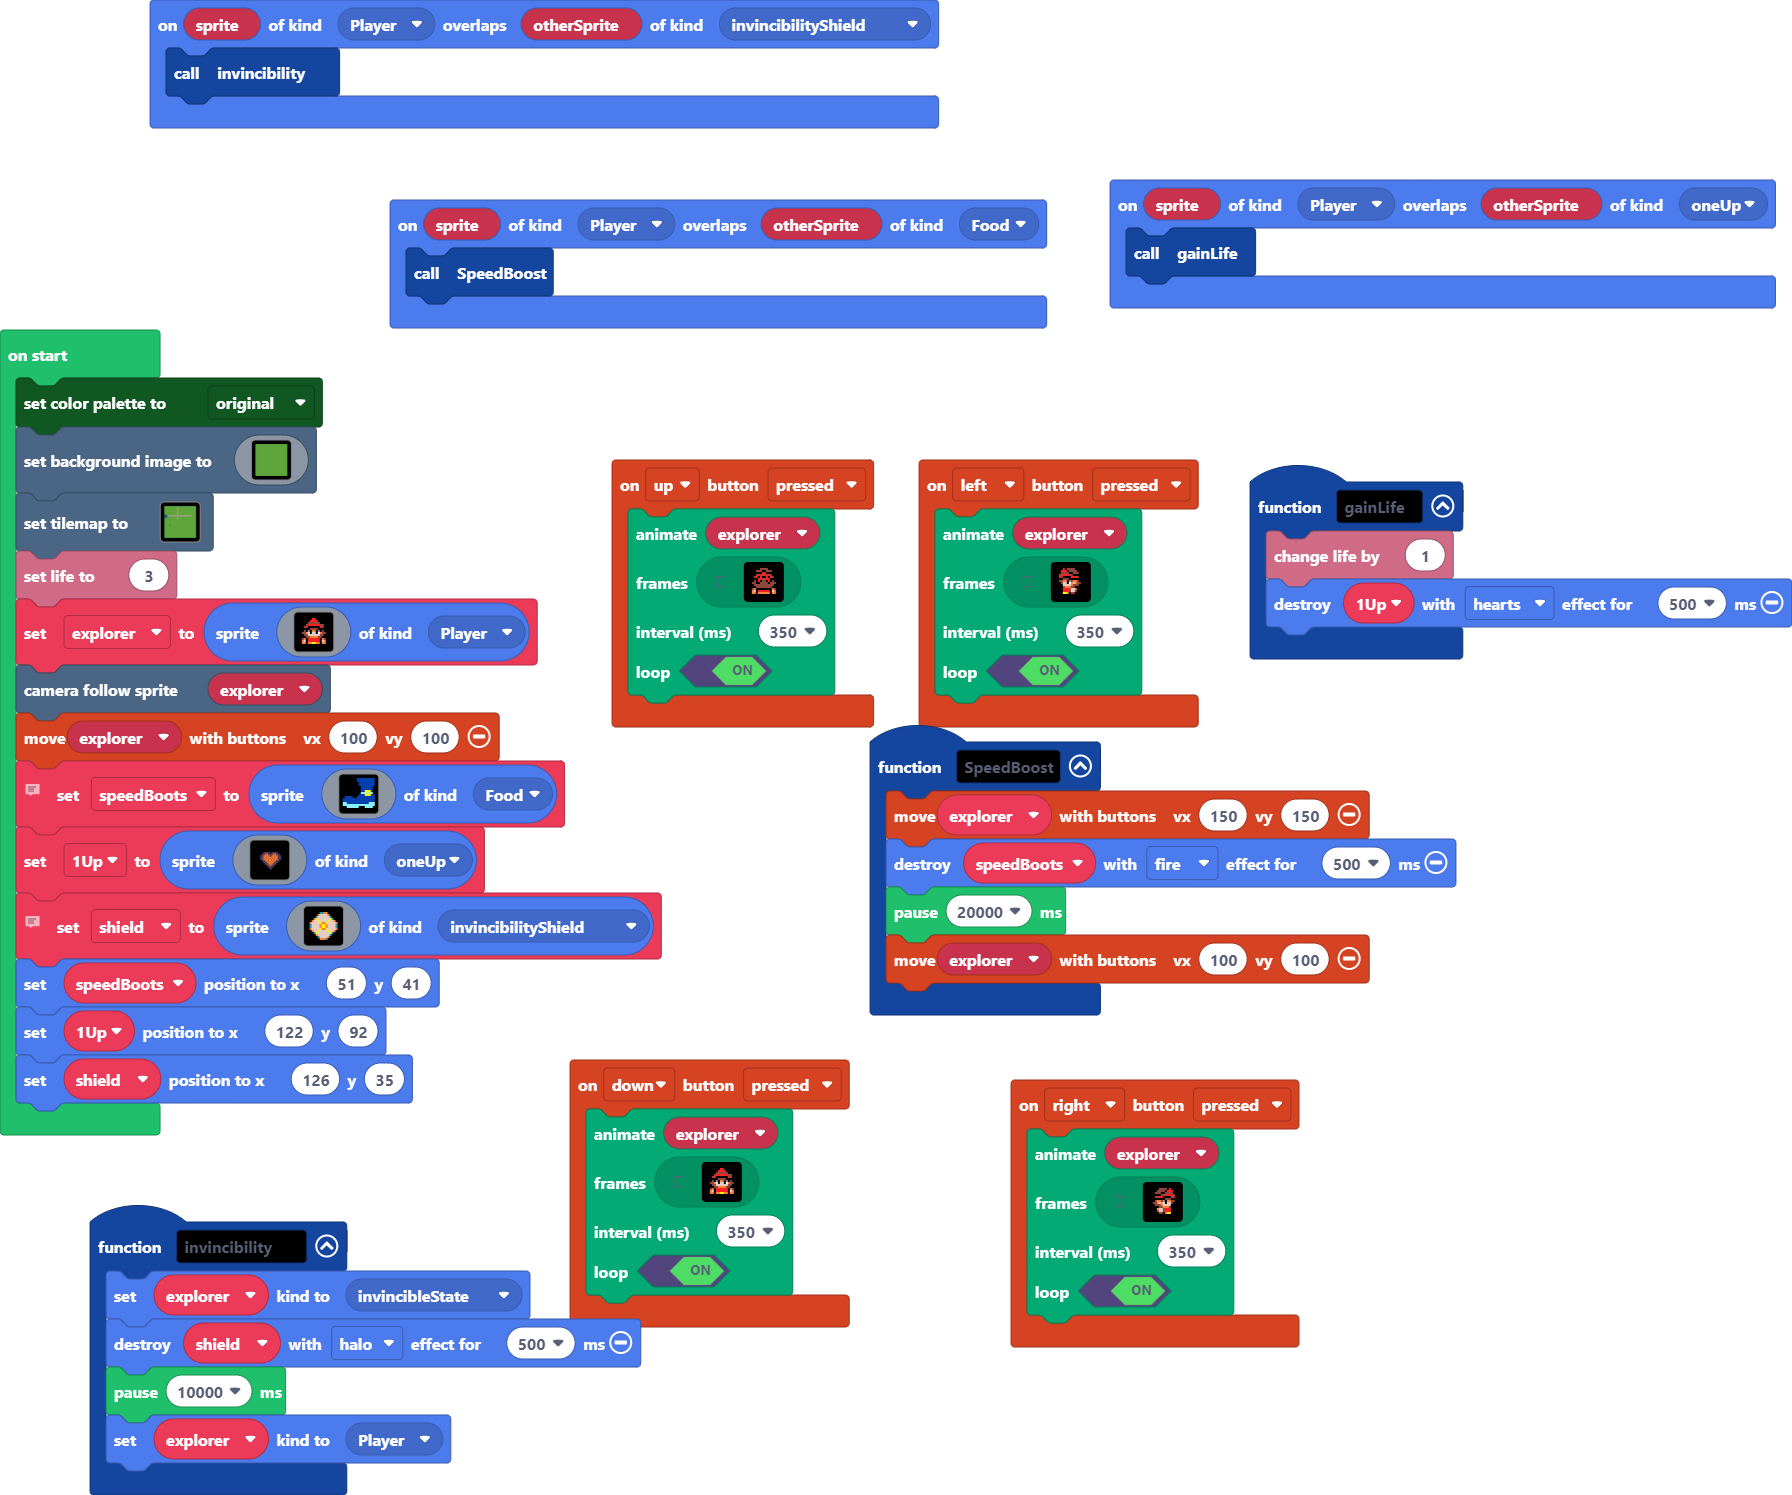 on sprite of kind Player overlaps otherSprite of kind invincibilityShield
call invincibility
on sprite of kind Player overlaps otherSprite of kind Food
call SpeedBoost
on sprite of kind Player overlaps otherSprite of kind oneUp
call gainLife
on start
set color palette to original
set background image to
set tilemap to
set life to 3
set explorer to sprite of kind Player
camera follow sprite explorer
move explorer with buttons vx 100 vy 100
set speedBoots to sprite of kind Food
set 1Up to sprite of kind oneUp
set shield to sprite of kind invincibilityShield
set speedBoots position to x 51 y 41
set 1Up position to x 122 y 92
set shield position to x 126 y 35
on up button pressed
animate explorer
frames
interval (ms) 350
loop ON
on left button pressed
animate explorer
frames
interval (ms) 350
loop ON
function gainLife
change life by 1
destroy 1Up with hearts effect for 500 ms
function SpeedBoost
move explorer with buttons vx 150 vy 150
destroy speedBoots with fire effect for 500 ms
pause 20000 ms
move explorer with buttons vx 100 vy 100
on down button pressed
animate explorer
frames
interval (ms) 350
loop ON
on right button pressed
animate explorer
frames
interval (ms) 350
loop ON
function invincibility
set explorer kind to invincibleState
destroy shield with halo effect for 500 ms
pause 10000 ms
set explorer kind to Player